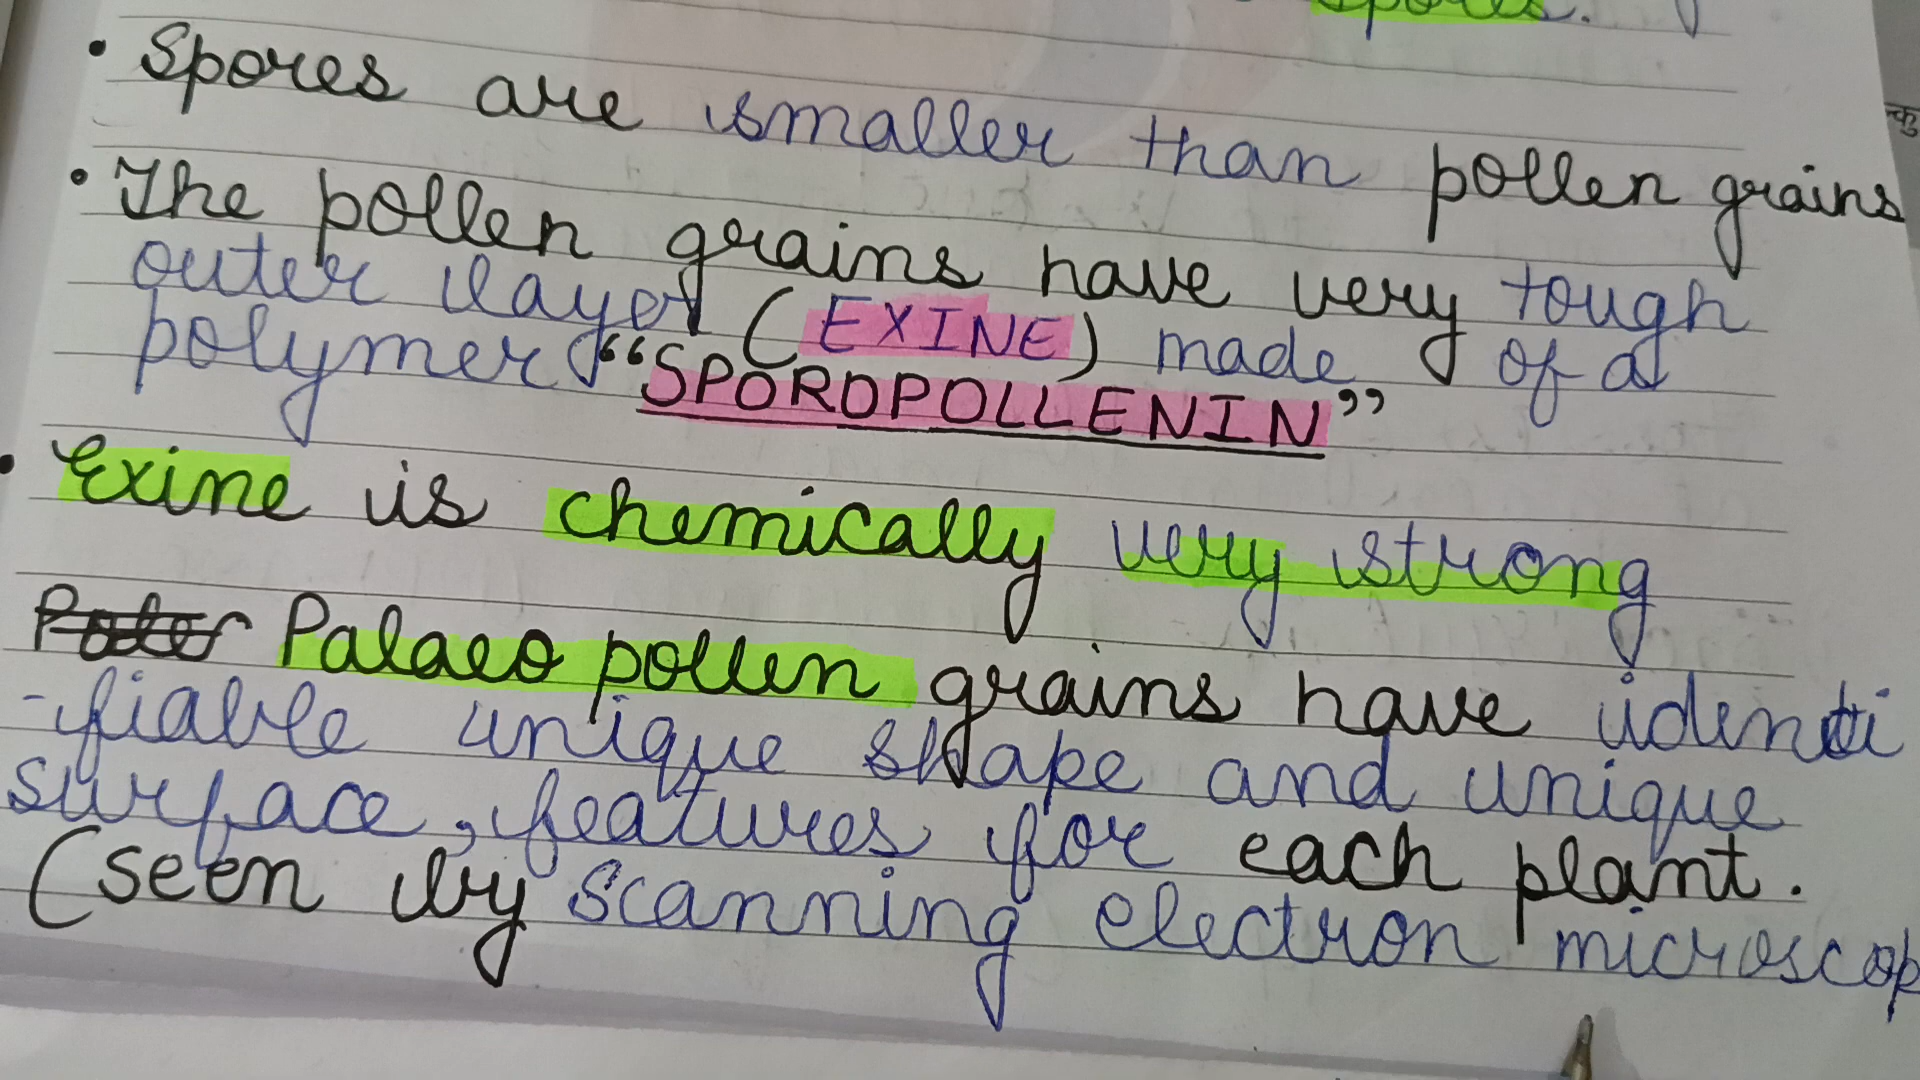 spores.
• Spores are smaller than pollen grains
• The pollen grains have very tough
outer layer (EXINE) made of a
polymer “SPOROPOLLENIN”
• Exine is chemically very strong
Palaeo pollen grains have identi
-fiable unique shape and unique
surface, features for each plant.
(seen by scanning electron microscop